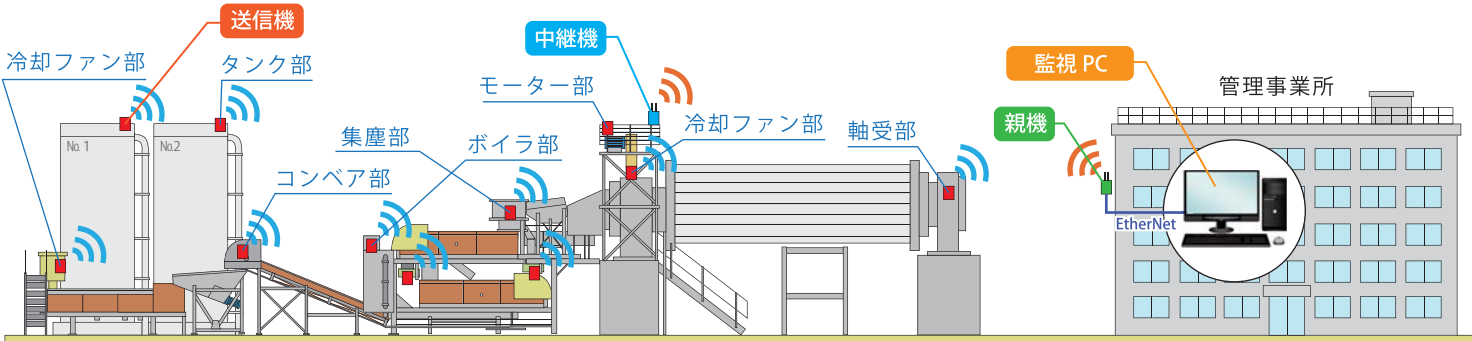 送信機
冷却ファン部
タンク部
No. 1
No.2
コンベア部
集塵部
ボイラ部
中継機
モーター部
冷却ファン部
軸受部
監視 PC
親機
EtherNet
管理事業所